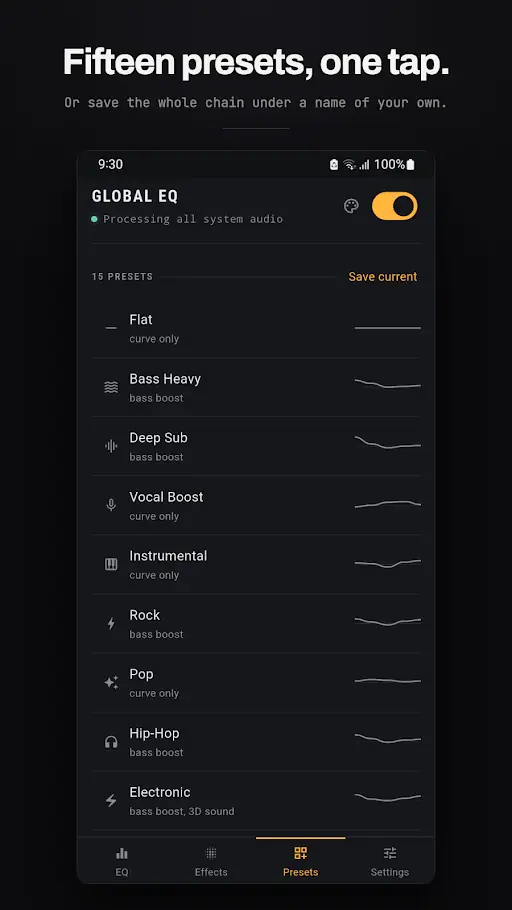 Fifteen presets, one tap.
Or save the whole chain under a name of your own.
9:30 100%
GLOBAL EQ
Processing all system audio
15 PRESETS Save current
Flat
curve only
Bass Heavy
bass boost
Deep Sub
bass boost
Vocal Boost
curve only
Instrumental
curve only
Rock
bass boost
Pop
curve only
Hip-Hop
bass boost
Electronic
bass boost, 3D sound
EQ Effects Presets Settings